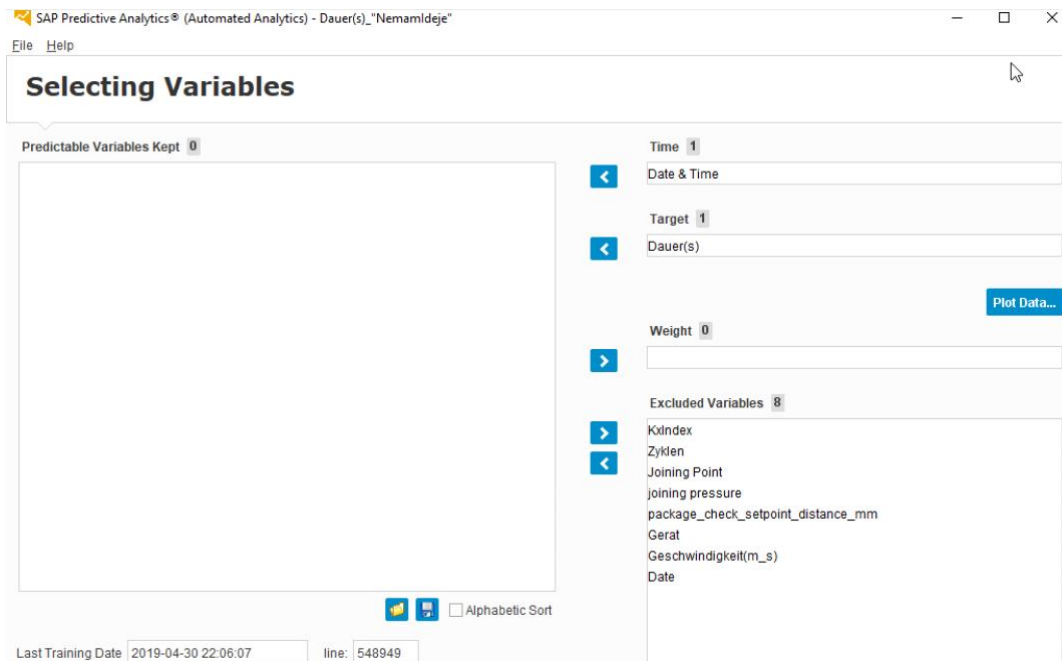 SAP Predictive Analytics® (Automated Analytics) - Dauer(s)_"NemamIdeje"
File Help
Selecting Variables
Predictable Variables Kept 0
Time 1
Date & Time
Target 1
Dauer(s)
Plot Data...
Weight 0
Excluded Variables 8
KxIndex
Zyklen
Joining Point
joining pressure
package_check_setpoint_distance_mm
Gerat
Geschwindigkeit(m_s)
Date
Alphabetic Sort
Last Training Date 2019-04-30 22:06:07 line: 548949